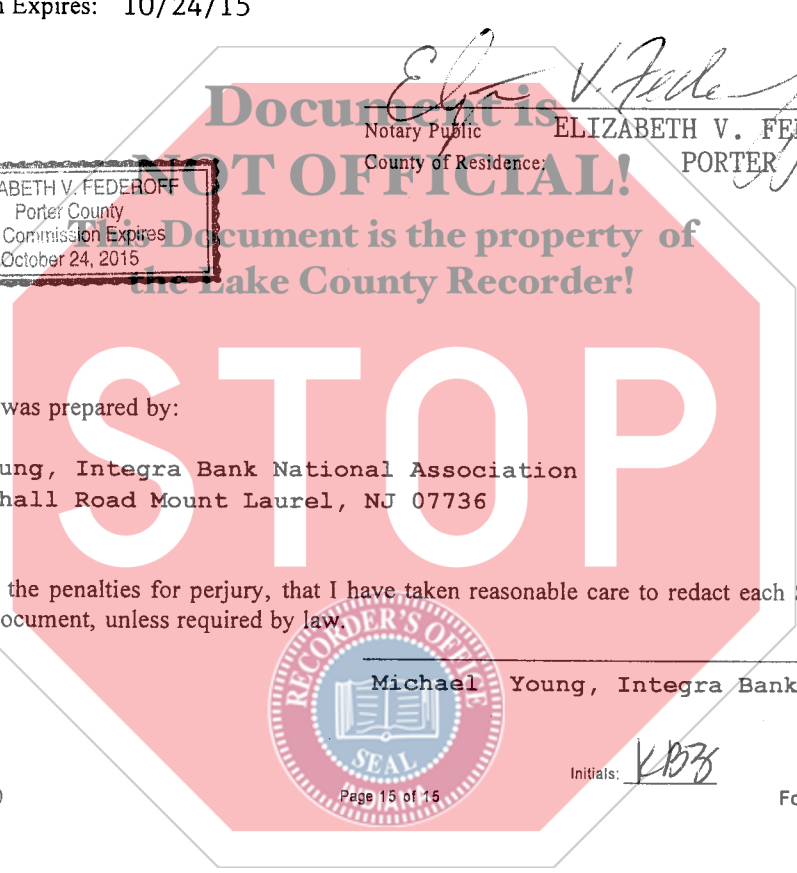 n Expires: 10/24/15
Document is
NOT OFFICIAL!
This Document is the property of
the Lake County Recorder!
STOP
Notary Public ELIZABETH V. FE
County of Residence: PORTER
ABETH V. FEDEROFF
Porter County
Commission Expires
October 24, 2015
was prepared by:
ung, Integra Bank National Association
hall Road Mount Laurel, NJ 07736
the penalties for perjury, that I have taken reasonable care to redact each
ocument, unless required by law.
RECORDER'S OFFICE
SEAL
INDIANA
Michael Young, Integra Bank
Initials: KBZ
)
Page 15 of 15
Fo